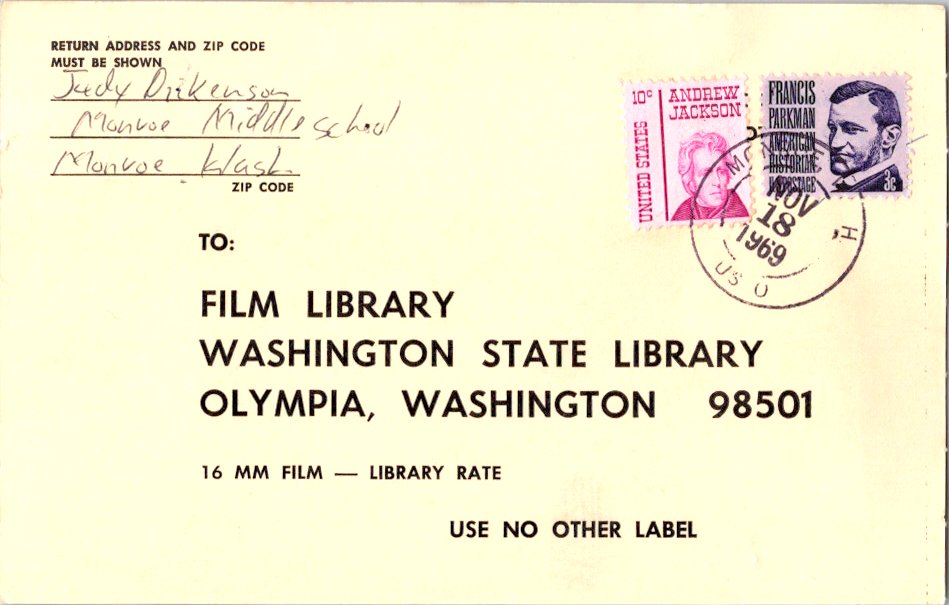 RETURN ADDRESS AND ZIP CODE
MUST BE SHOWN
Judy Dickenson
Monroe Middle School
Monroe Wash.
ZIP CODE
10c
ANDREW
JACKSON
UNITED STATES
FRANCIS
PARKMAN
AMERICAN
HISTORIAN
US POSTAGE
3c
NOV
18
1969
TO:
FILM LIBRARY
WASHINGTON STATE LIBRARY
OLYMPIA, WASHINGTON 98501
16 MM FILM — LIBRARY RATE
USE NO OTHER LABEL